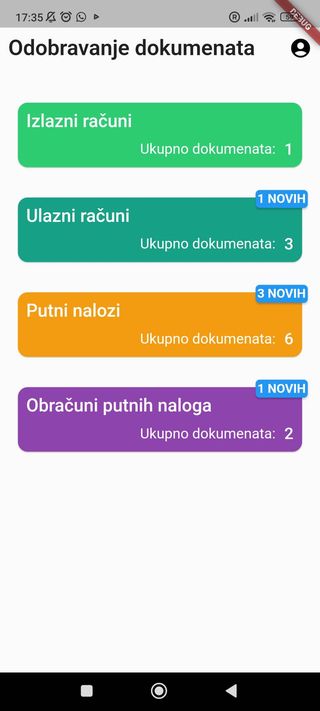 17:35
DEBUG
Odobravanje dokumenata
Izlazni računi
Ukupno dokumenata: 1
1 NOVIH
Ulazni računi
Ukupno dokumenata: 3
3 NOVIH
Putni nalozi
Ukupno dokumenata: 6
1 NOVIH
Obračuni putnih naloga
Ukupno dokumenata: 2